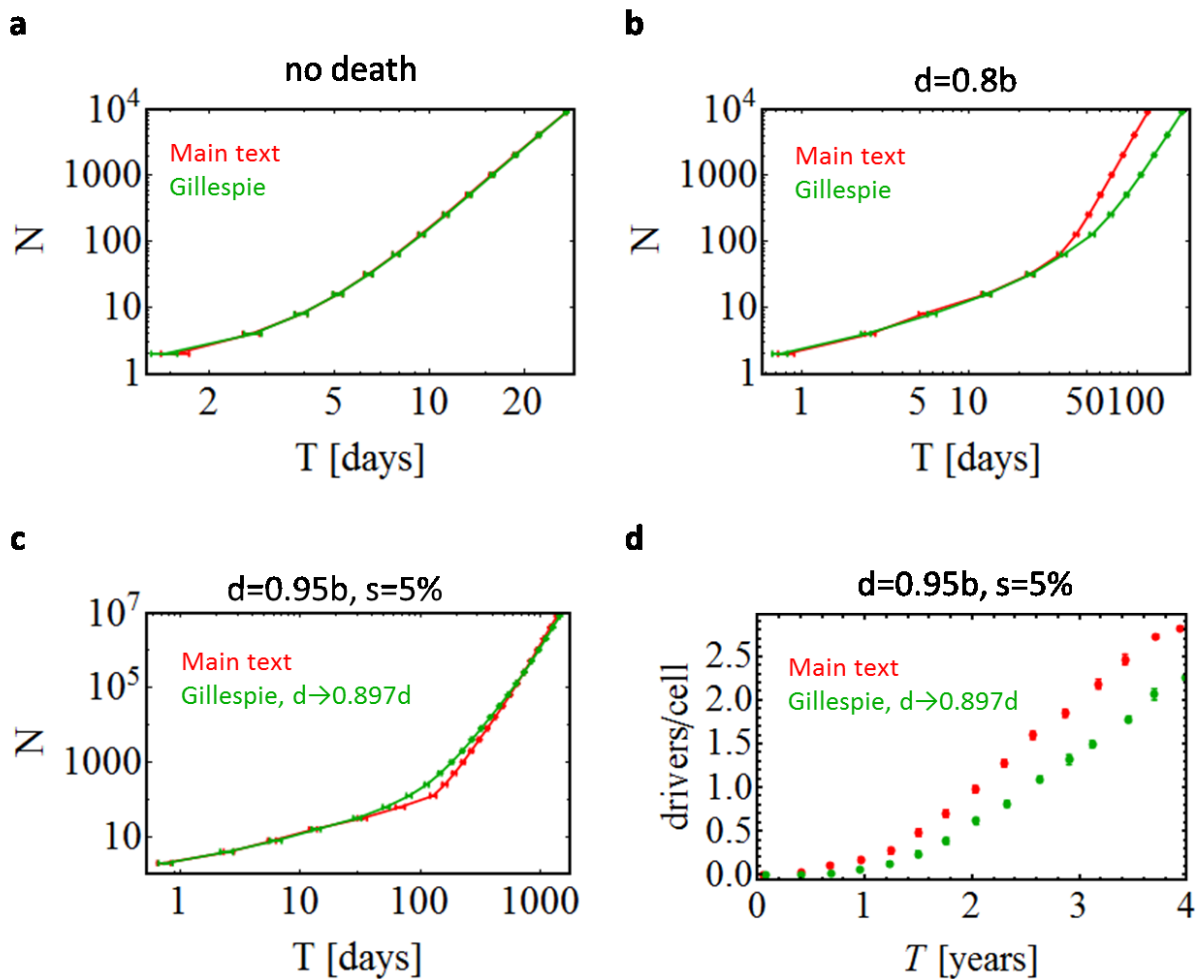 a
no death
10^4
1000
100
10
1
N
Main text
Gillespie
2
5
10
20
T [days]
b
d=0.8b
10^4
1000
100
10
1
N
Main text
Gillespie
1
5
10
50
100
T [days]
c
d=0.95b, s=5%
10^7
10^5
1000
10
N
Main text
Gillespie, d→0.897d
1
10
100
1000
T [days]
d
d=0.95b, s=5%
2.5
2.0
1.5
1.0
0.5
0.0
drivers/cell
Main text
Gillespie, d→0.897d
0
1
2
3
4
T [years]